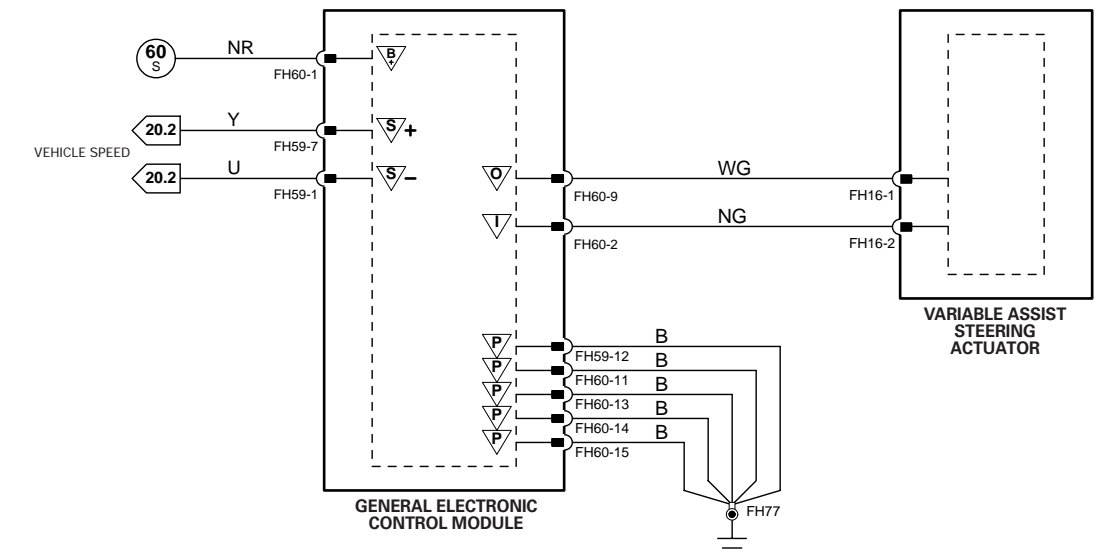 60
S
NR
FH60-1
B
+
20.2
Y
FH59-7
S
+
VEHICLE SPEED
20.2
U
FH59-1
S
–
O
FH60-9
WG
FH16-1
I
FH60-2
NG
FH16-2
VARIABLE ASSIST
STEERING
ACTUATOR
P
B
FH59-12
P
B
FH60-11
P
B
FH60-13
P
B
FH60-14
P
B
FH60-15
FH77
GENERAL ELECTRONIC
CONTROL MODULE